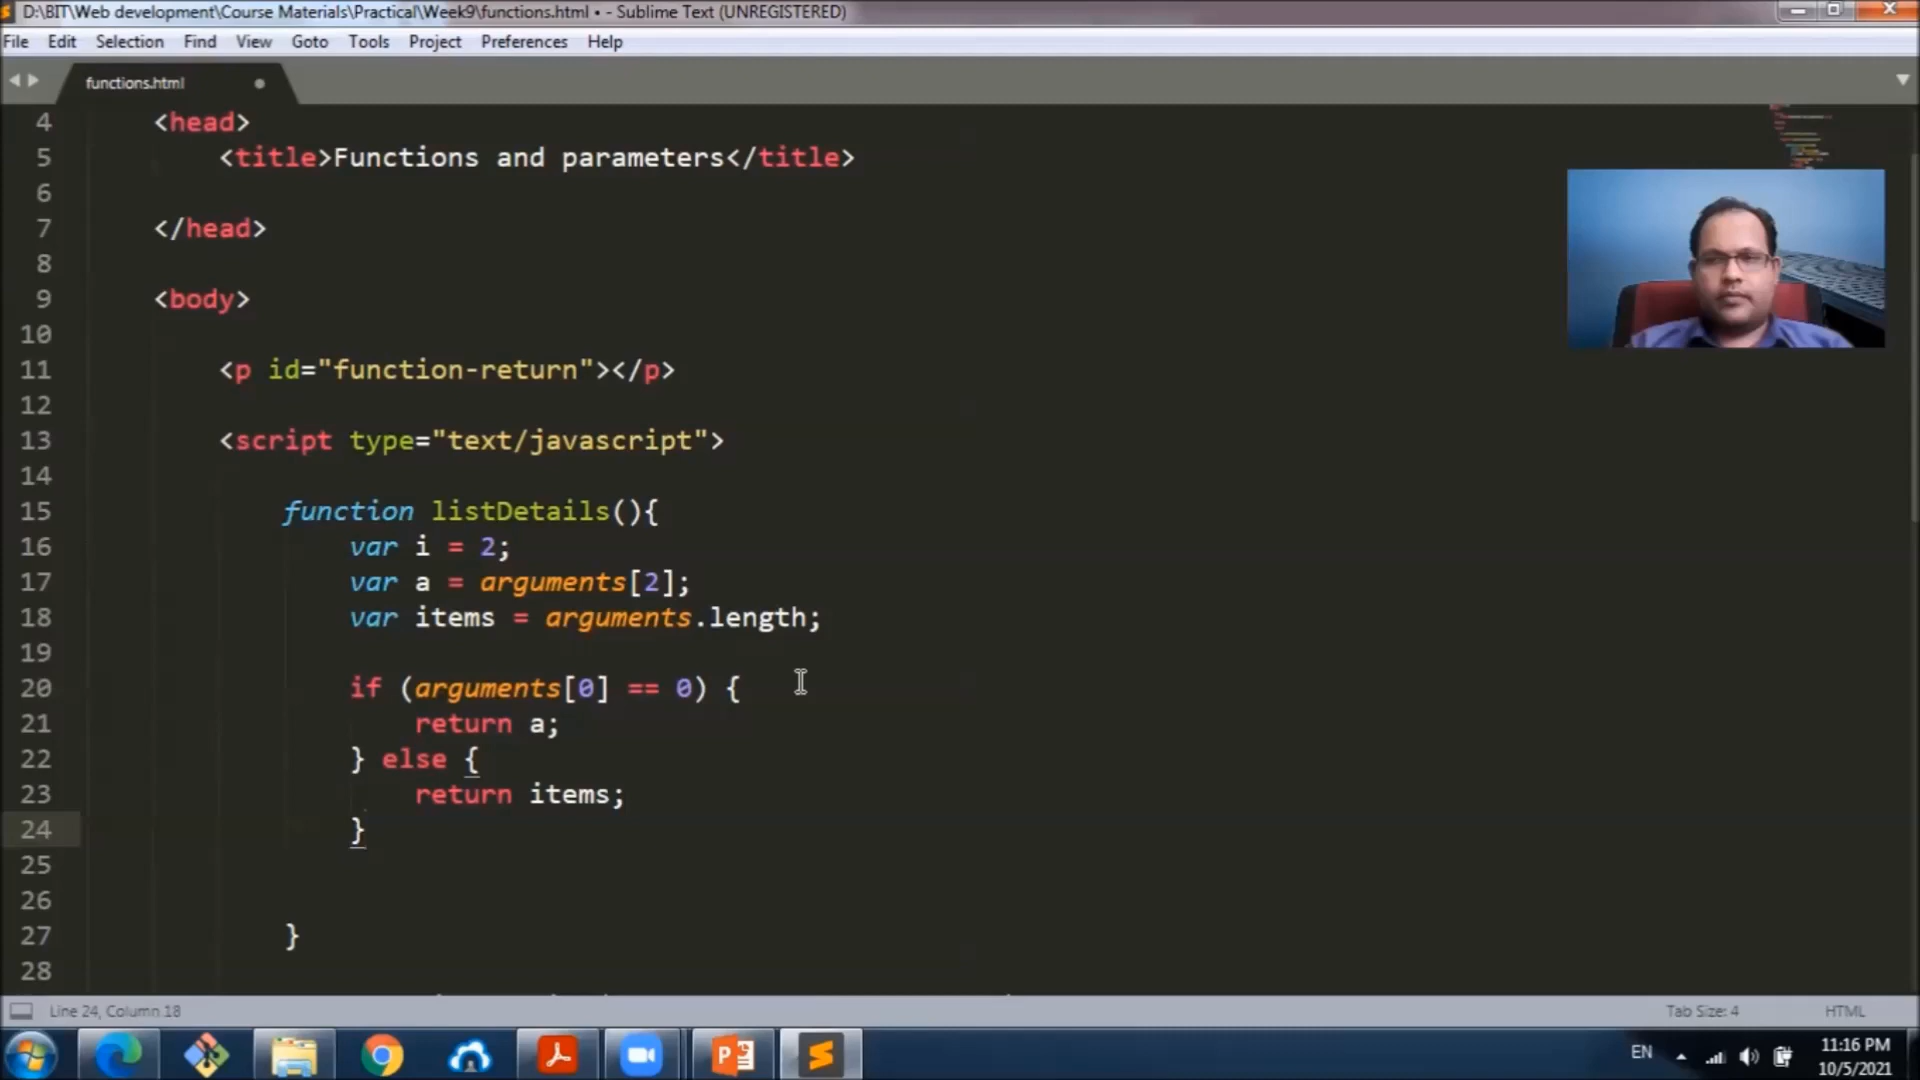 D:\BIT\Web development\Course Materials\Practical\Week9\functions.html • - Sublime Text (UNREGISTERED)
File Edit Selection Find View Goto Tools Project Preferences Help
functions.html
4 <head>
5 <title>Functions and parameters</title>
6
7 </head>
8
9 <body>
10
11 <p id="function-return"></p>
12
13 <script type="text/javascript">
14
15 function listDetails(){
16 var i = 2;
17 var a = arguments[2];
18 var items = arguments.length;
19
20 if (arguments[0] == 0) {
21 return a;
22 } else {
23 return items;
24 }
25
26
27 }
28
Line 24, Column 18 Tab Size: 4 HTML
EN 11:16 PM
10/5/2021